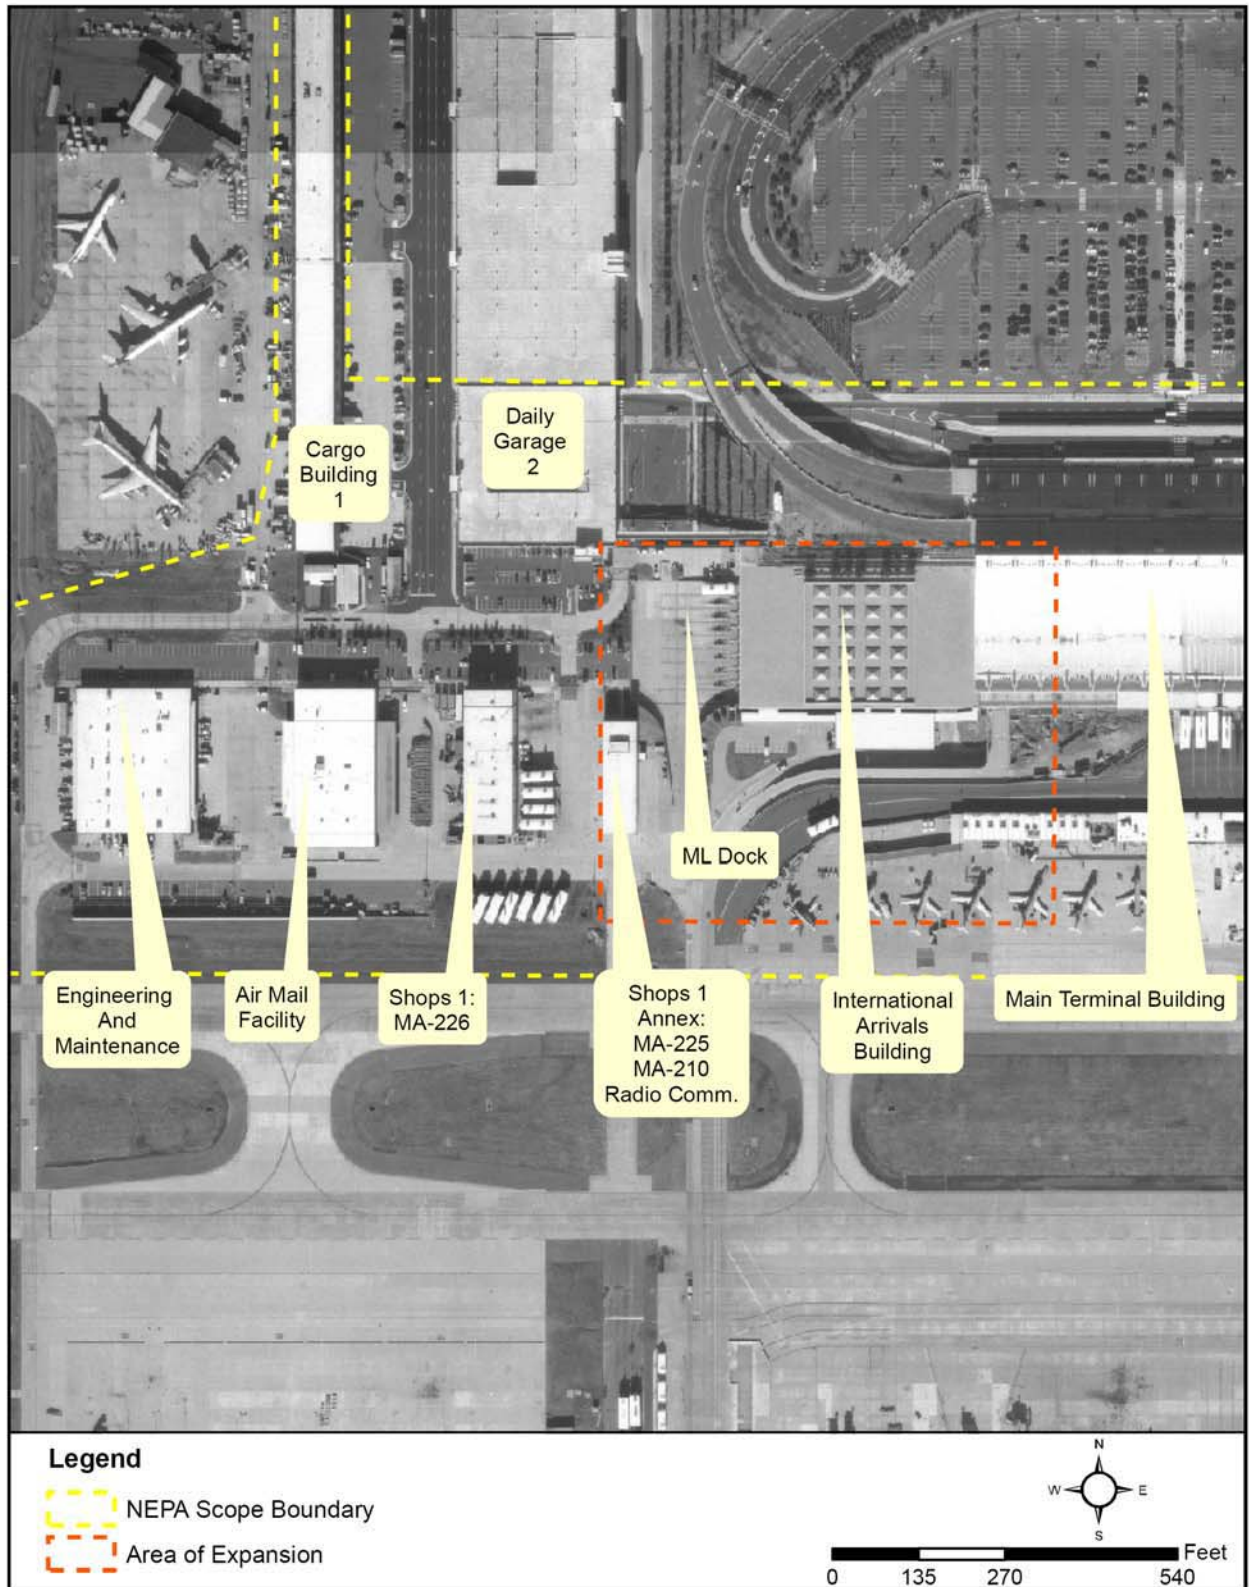 Cargo
Building
1
Daily
Garage
2
ML Dock
Engineering
And
Maintenance
Air Mail
Facility
Shops 1:
MA-226
Shops 1
Annex:
MA-225
MA-210
Radio Comm.
International
Arrivals
Building
Main Terminal Building
Legend
NEPA Scope Boundary
Area of Expansion
N
W E
S
Feet
0 135 270 540